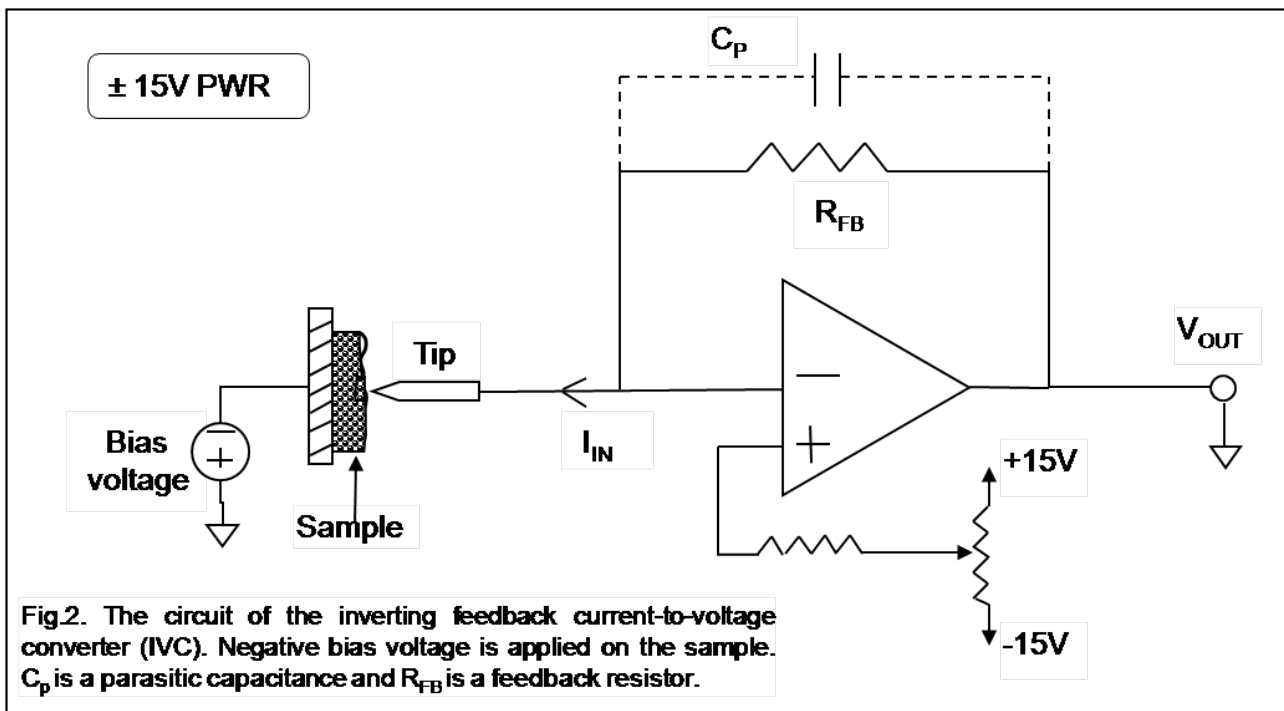 ± 15V PWR
C_P
R_FB
Tip
V_OUT
I_IN
Bias
voltage
−
+
−
+
Sample
+15V
-15V
Fig.2. The circuit of the inverting feedback current-to-voltage
converter (IVC). Negative bias voltage is applied on the sample.
C_p is a parasitic capacitance and R_FB is a feedback resistor.